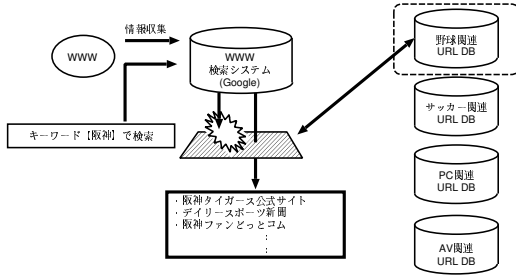 情報収集
WWW
WWW
検索システム
(Google)
キーワード【阪神】で検索
・阪神タイガース公式サイト
・デイリースポーツ新聞
・阪神ファンどっとコム
:
:
野球関連
URL DB
サッカー関連
URL DB
PC関連
URL DB
AV関連
URL DB